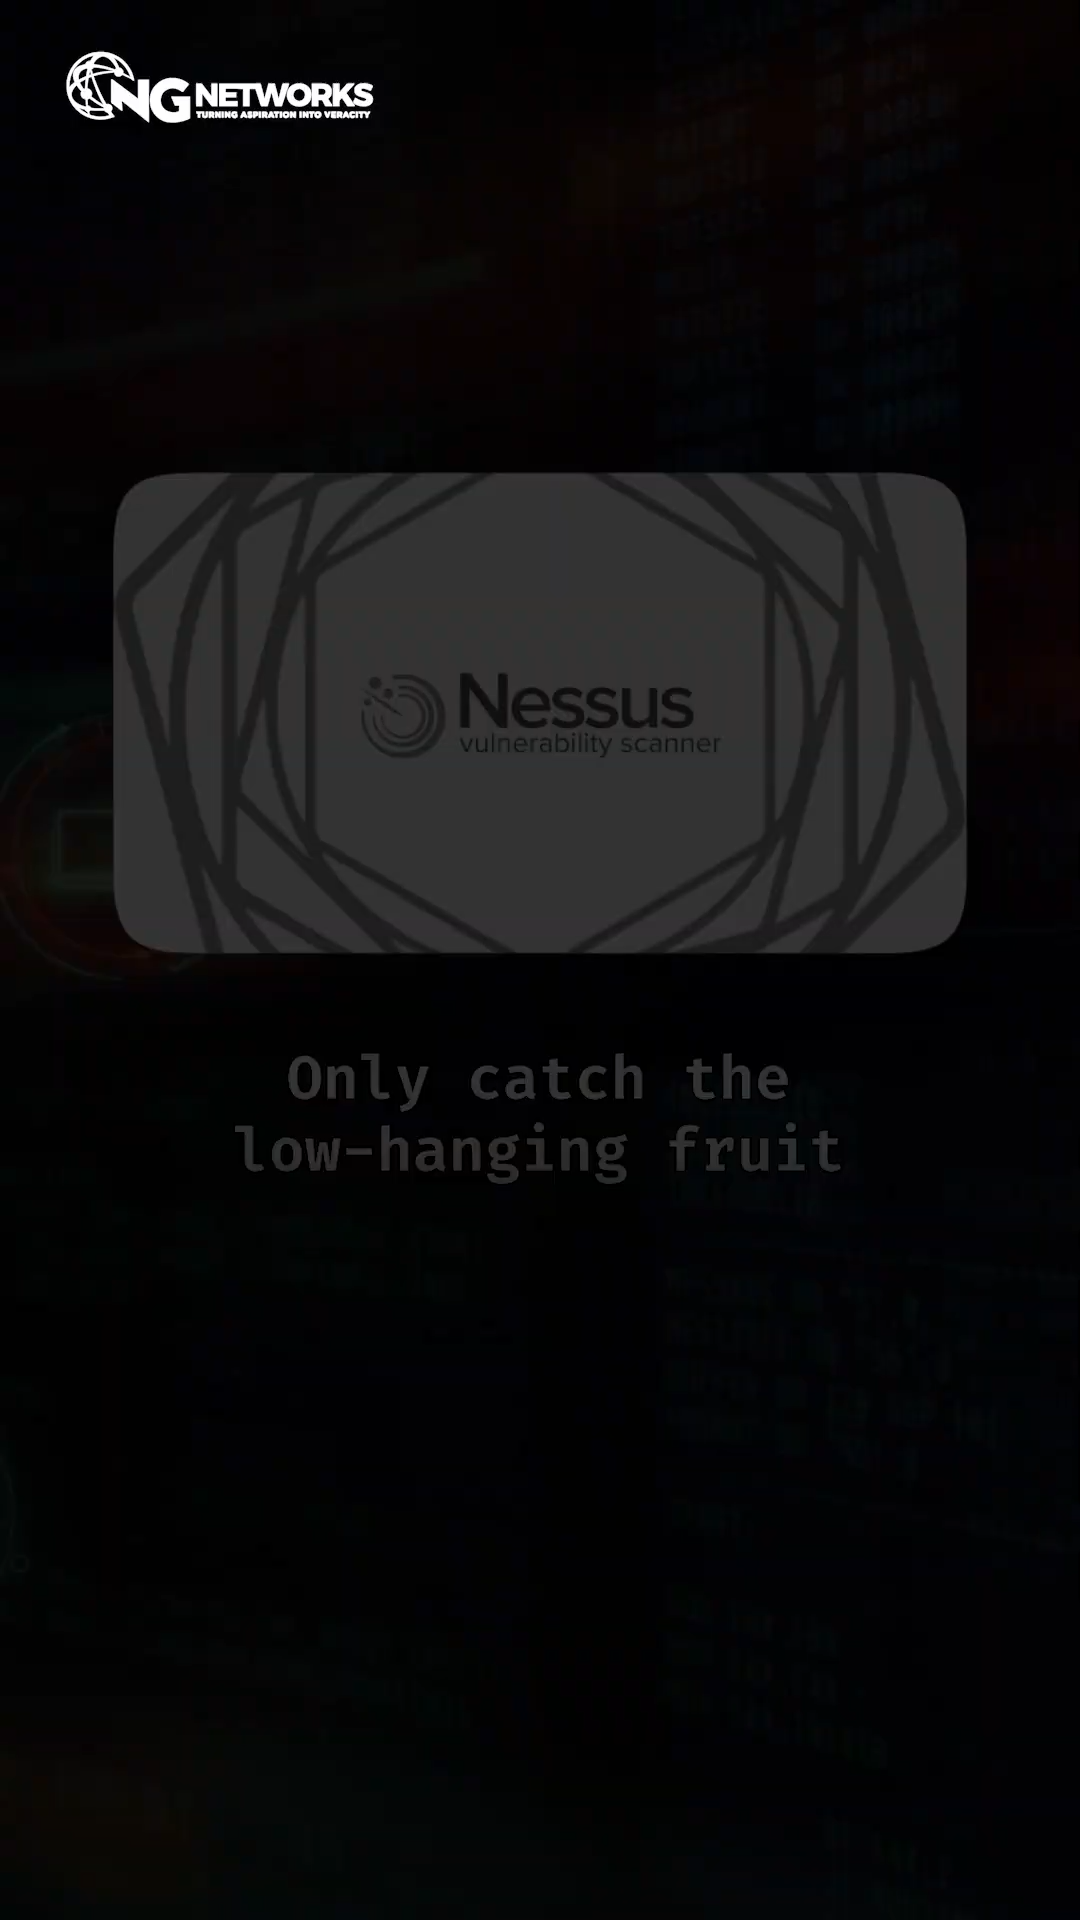 NG NETWORKS
TURNING ASPIRATION INTO VERACITY
Nessus
vulnerability scanner
Only catch the
low-hanging fruit